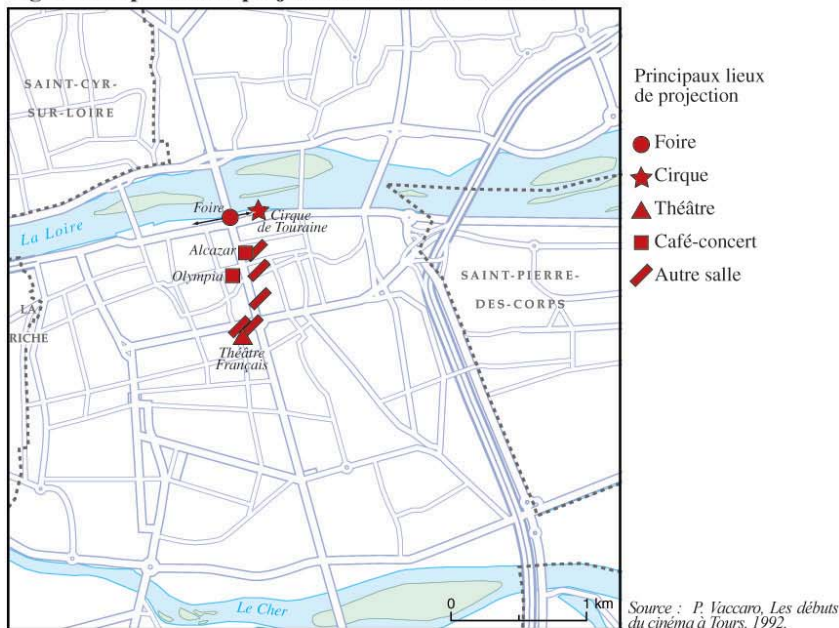 SAINT-CYR-
SUR-LOIRE
La Loire
Foire
Cirque
de Touraine
Alcazar
Olympia
LA
RICHE
SAINT-PIERRE-
DES-CORPS
Théâtre
Français
Le Cher
0 1 km
Principaux lieux
de projection
Foire
Cirque
Théâtre
Café-concert
Autre salle
Source : P. Vaccaro, Les débuts
du cinéma à Tours, 1992.